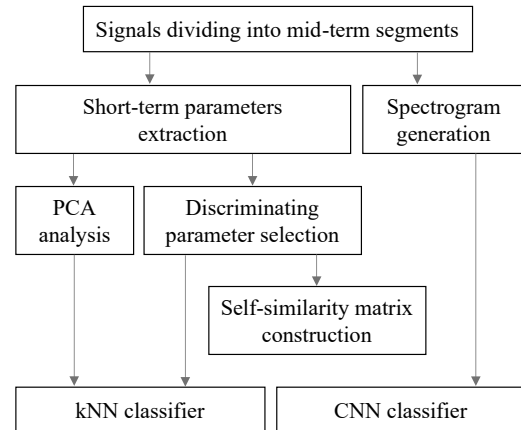 Signals dividing into mid-term segments
Short-term parameters
extraction
Spectrogram
generation
PCA
analysis
Discriminating
parameter selection
Self-similarity matrix
construction
kNN classifier
CNN classifier